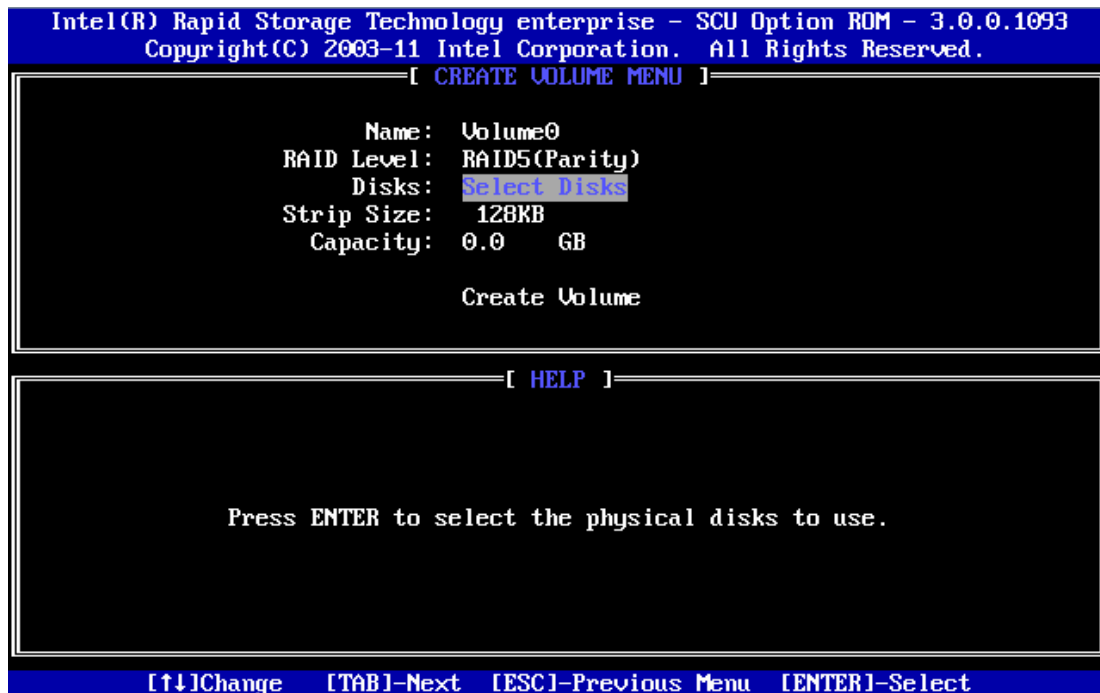 Intel(R) Rapid Storage Technology enterprise - SCU Option ROM - 3.0.0.1093
Copyright(C) 2003-11 Intel Corporation. All Rights Reserved.
[ CREATE VOLUME MENU ]
Name: Volume0
RAID Level: RAID5(Parity)
Disks: Select Disks
Strip Size: 128KB
Capacity: 0.0 GB
Create Volume
[ HELP ]
Press ENTER to select the physical disks to use.
[↑↓]Change [TAB]-Next [ESC]-Previous Menu [ENTER]-Select